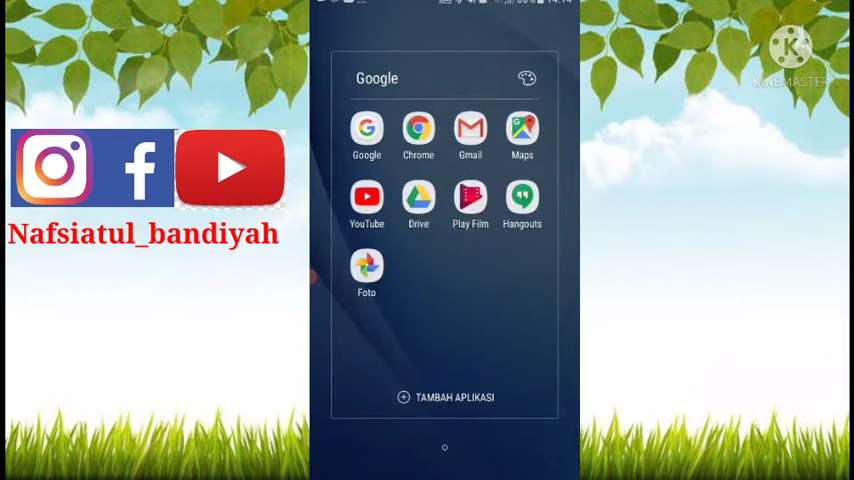 Google
Google Chrome Gmail Maps
YouTube Drive Play Film Hangouts
Foto
TAMBAH APLIKASI
Nafsiatul_bandiyah
K
KINEMASTER